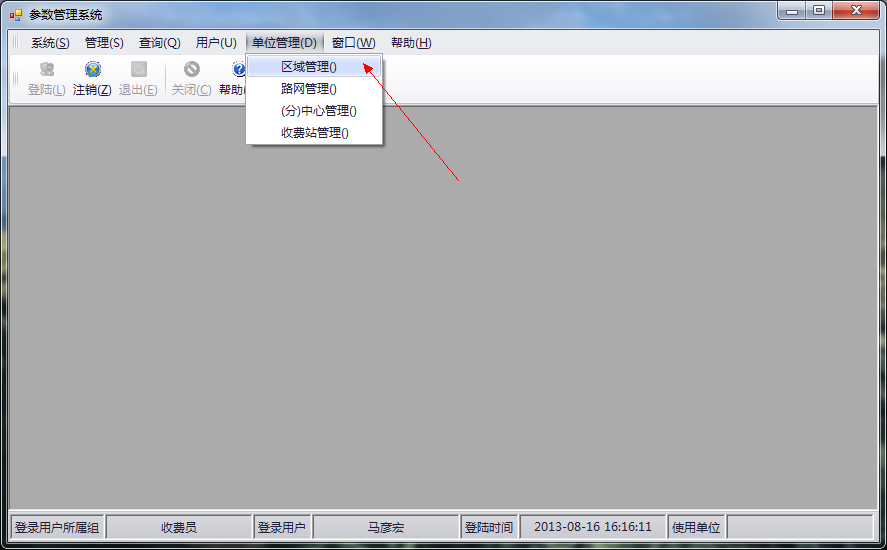 参数管理系统
系统(S) 管理(S) 查询(Q) 用户(U) 单位管理(D) 窗口(W) 帮助(H)
登陆(L) 注销(Z) 退出(E) 关闭(C) 帮助(
区域管理()
路网管理()
(分)中心管理()
收费站管理()
登录用户所属组 收费员 登录用户 马彦宏 登陆时间 2013-08-16 16:16:11 使用单位